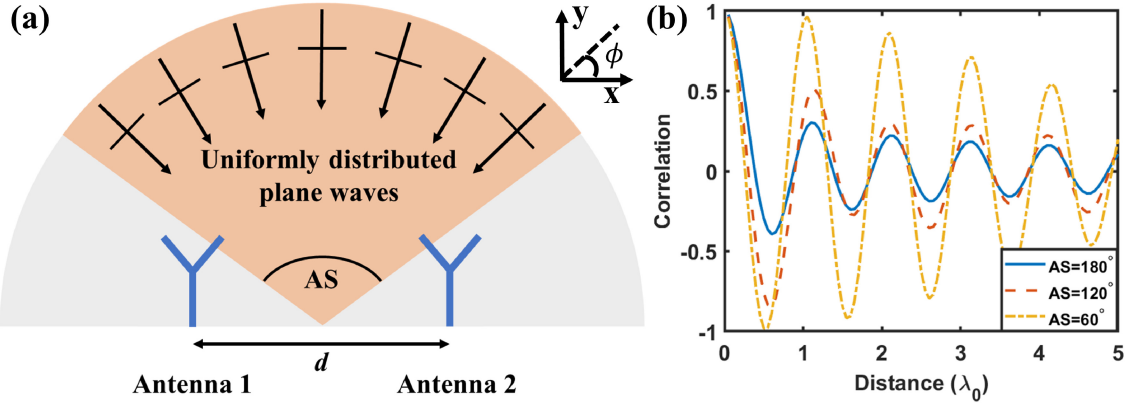 (a)
y
ϕ
x
Uniformly distributed
plane waves
AS
d
Antenna 1
Antenna 2
(b)
1
0.5
0
-0.5
-1
Correlation
0
1
2
3
4
5
Distance (λ₀)
AS=180°
AS=120°
AS=60°